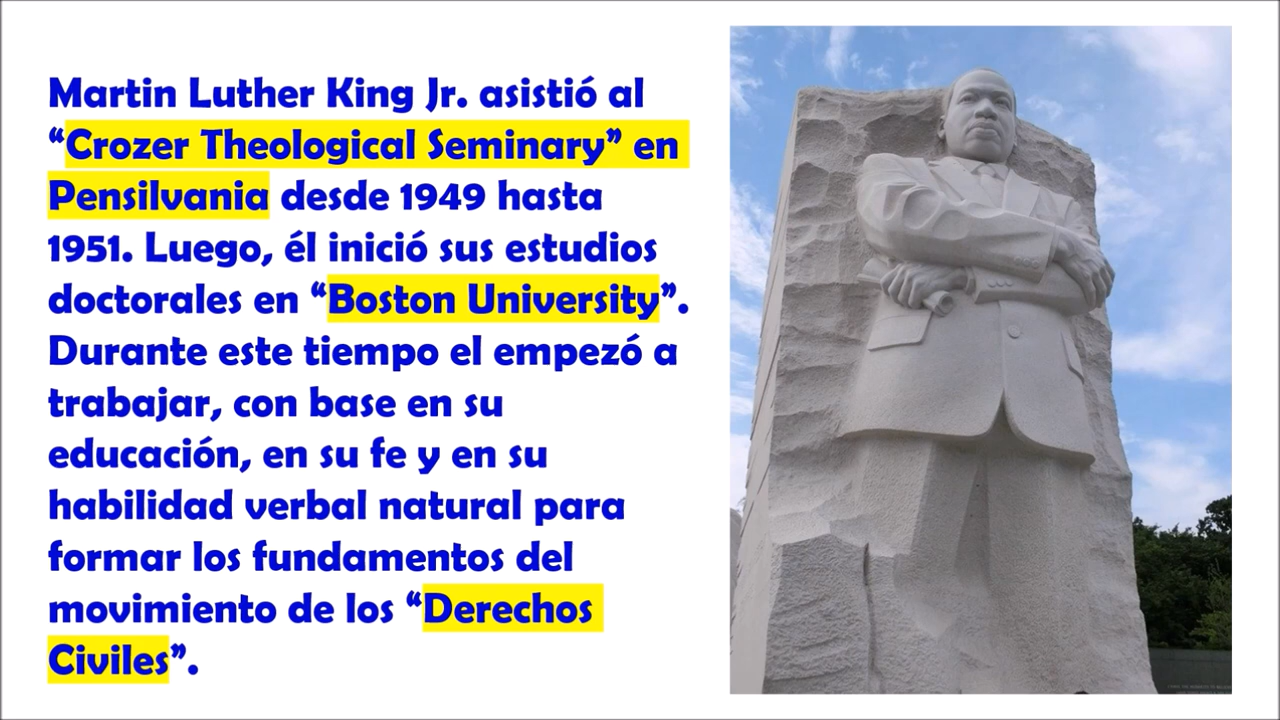 Martin Luther King Jr. asistió al
“Crozer Theological Seminary” en
Pensilvania desde 1949 hasta
1951. Luego, él inició sus estudios
doctorales en “Boston University”.
Durante este tiempo el empezó a
trabajar, con base en su
educación, en su fe y en su
habilidad verbal natural para
formar los fundamentos del
movimiento de los “Derechos
Civiles”.